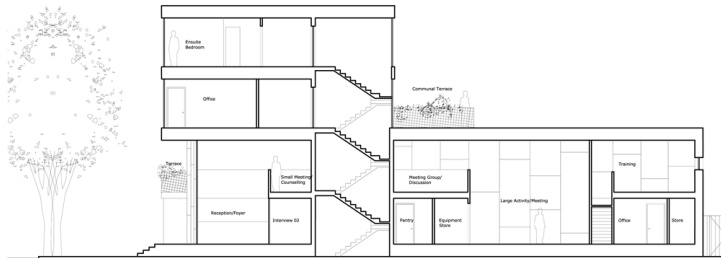 Ensuite
Bedroom
Office
Communal Terrace
Terrace
Small Meeting/
Counselling
Meeting Group/
Discussion
Training
Large Activity/Meeting
Reception/Foyer
Interview 03
Pantry
Equipment
Store
Office
Store